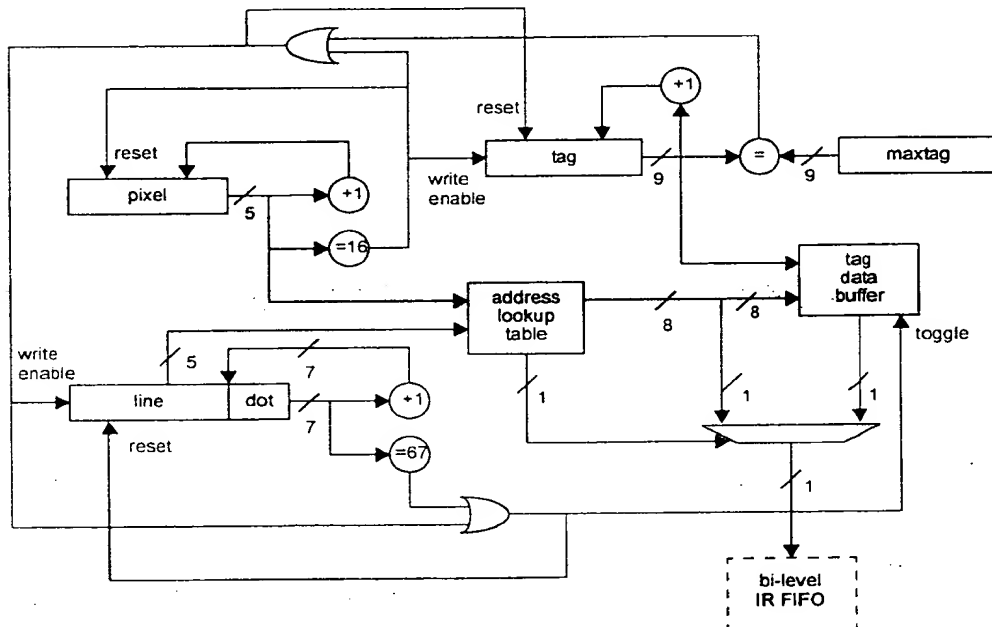 reset
+1
reset
tag
=
maxtag
9
9
write
enable
pixel
5
+1
=16
tag
data
buffer
address
lookup
table
8
8
toggle
write
enable
5
7
line
dot
7
+1
1
1
1
reset
=67
1
bi-level
IR FIFO